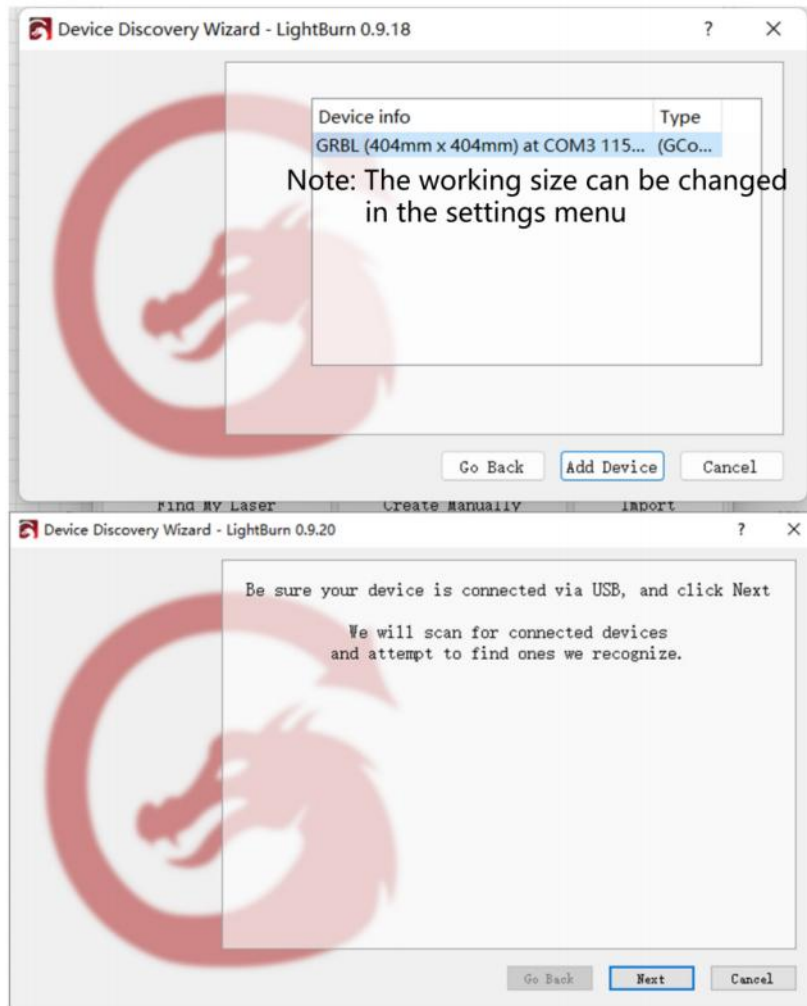 Device Discovery Wizard - LightBurn 0.9.18
?
Device info Type
GRBL (404mm x 404mm) at COM3 115... (GCo...
Note: The working size can be changed
in the settings menu
Go Back Add Device Cancel
Find My Laser Create Manually Import
Device Discovery Wizard - LightBurn 0.9.20
?
Be sure your device is connected via USB, and click Next
We will scan for connected devices
and attempt to find ones we recognize.
Go Back Next Cancel